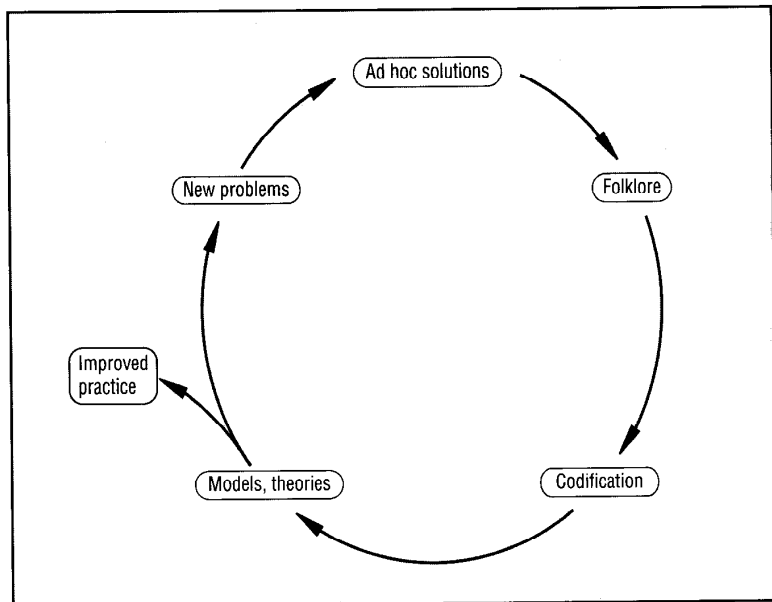 Ad hoc solutions
New problems
Folklore
Improved
practice
Models, theories
Codification